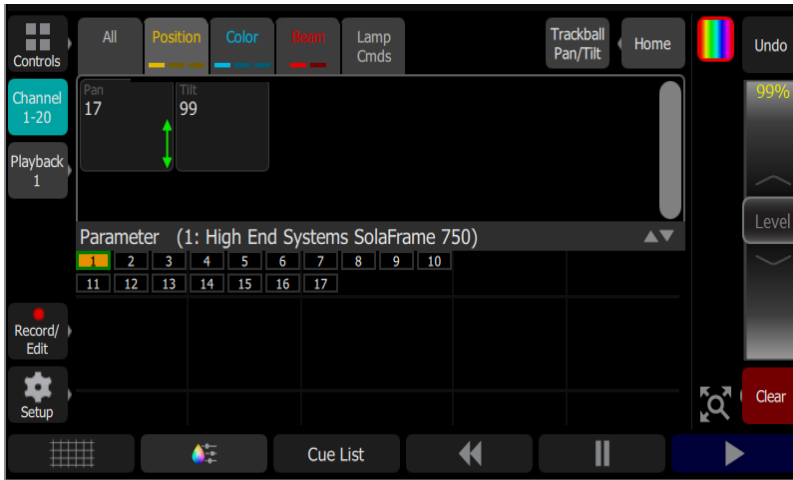 All
Position
Color
Beam
Lamp
Cmds
Trackball
Pan/Tilt
Home
Undo
Controls
Channel
1-20
Pan
17
Tilt
99
99%
Playback
1
Level
Parameter (1: High End Systems SolaFrame 750)
1 2 3 4 5 6 7 8 9 10
11 12 13 14 15 16 17
Record/
Edit
Setup
Clear
Cue List